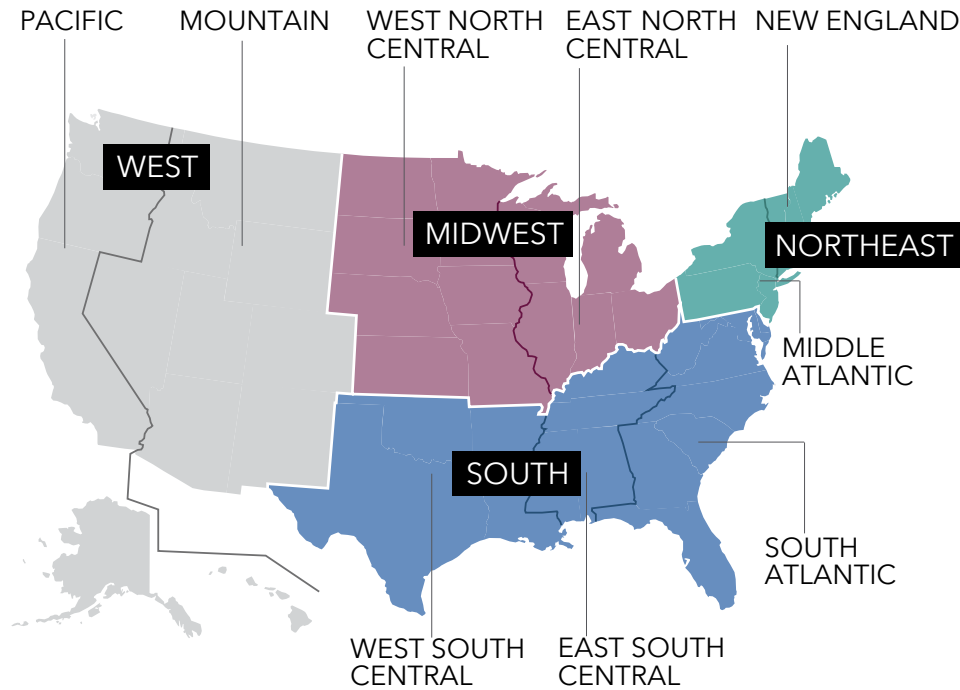 PACIFIC
MOUNTAIN
WEST NORTH
CENTRAL
EAST NORTH
CENTRAL
NEW ENGLAND
WEST
MIDWEST
NORTHEAST
MIDDLE
ATLANTIC
SOUTH
SOUTH
ATLANTIC
WEST SOUTH
CENTRAL
EAST SOUTH
CENTRAL